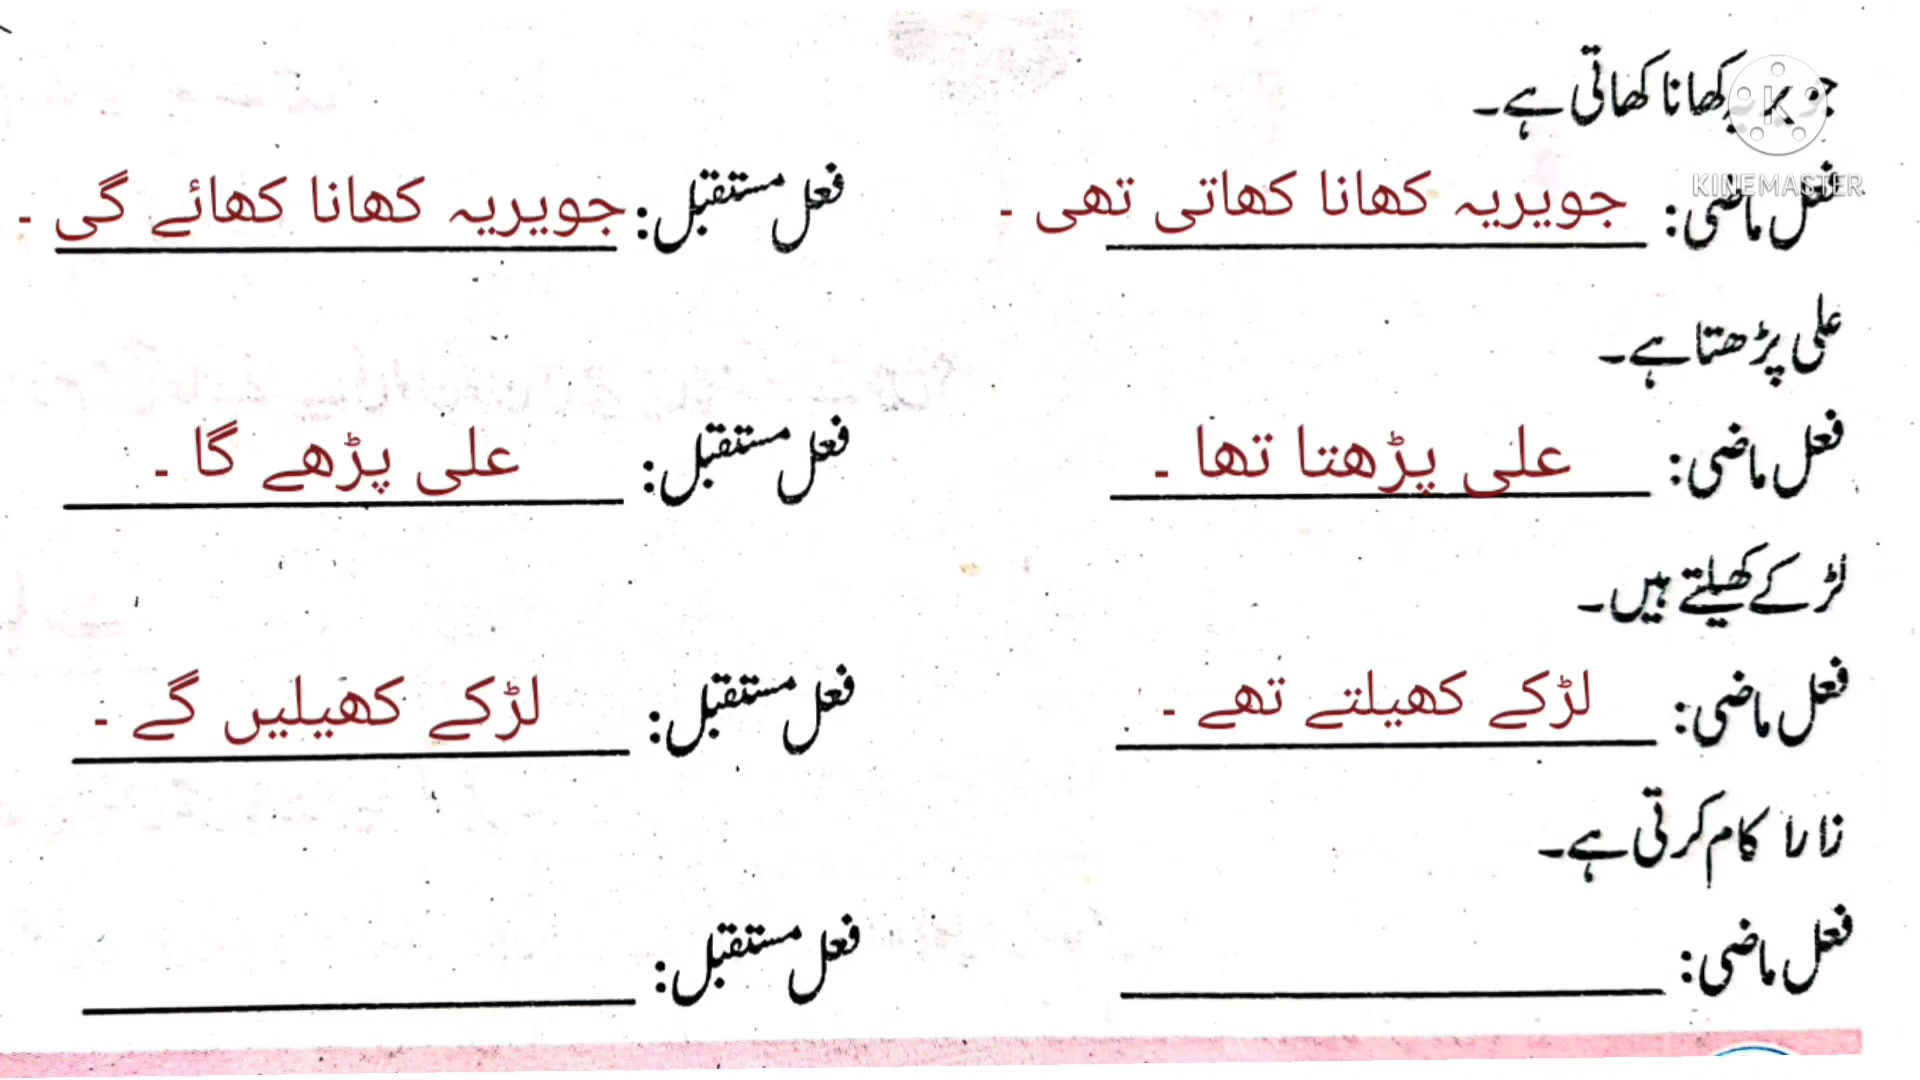 جویریہ کھانا کھاتی ہے۔
KINEMASTER
فعل ماضی: جویریہ کھانا کھاتی تھی ۔ فعل مستقبل: جویریہ کھانا کھائے گی ۔
علی پڑھتا ہے۔
فعل ماضی: علی پڑھتا تھا ۔ فعل مستقبل: علی پڑھے گا ۔
لڑکے کھیلتے ہیں۔
فعل ماضی: لڑکے کھیلتے تھے ۔ فعل مستقبل: لڑکے کھیلیں گے ۔
زارا کام کرتی ہے۔
فعل ماضی: فعل مستقبل: